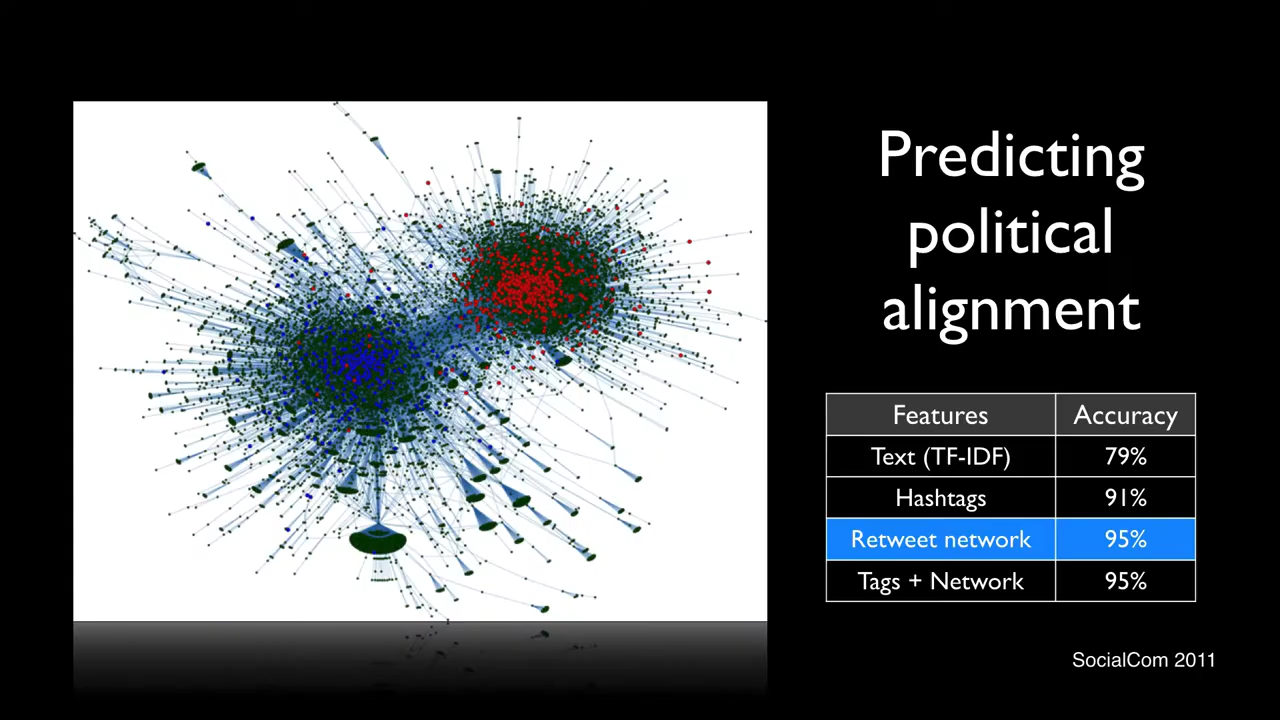 Predicting
political
alignment
Features Accuracy
Text (TF-IDF) 79%
Hashtags 91%
Retweet network 95%
Tags + Network 95%
SocialCom 2011